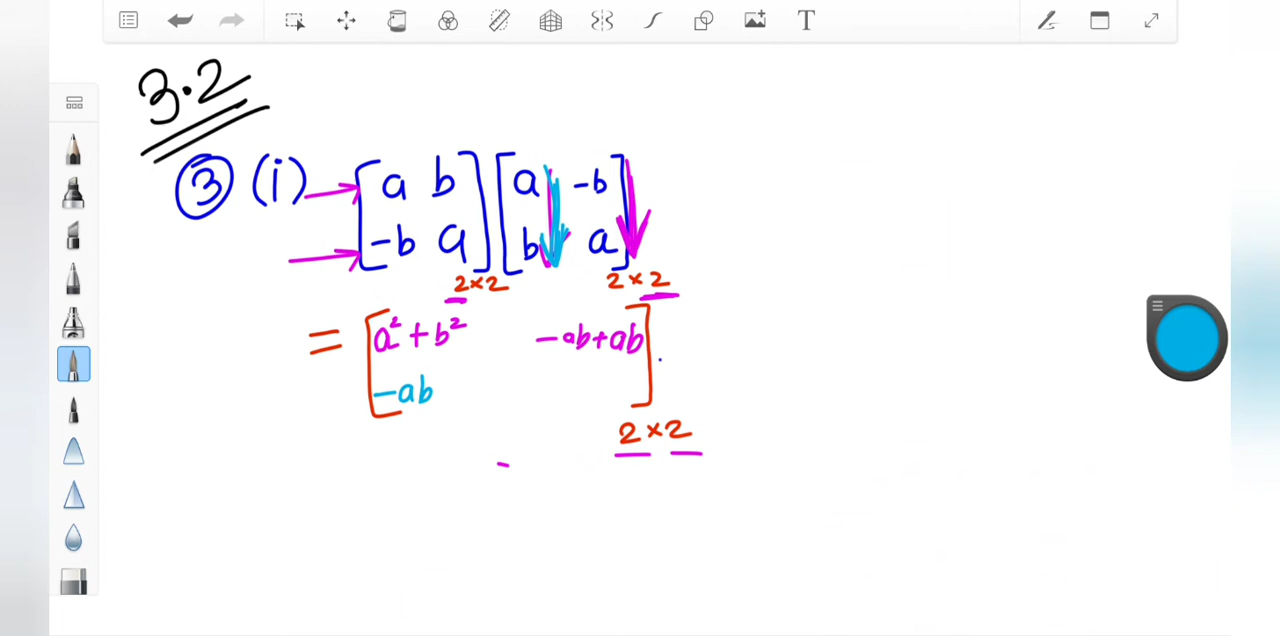 3.2
③ (i) [a b] [a -b]
[-b a] [b a]
2×2 2×2
= [a² + b² -ab+ab]
[-ab ]
2×2
T